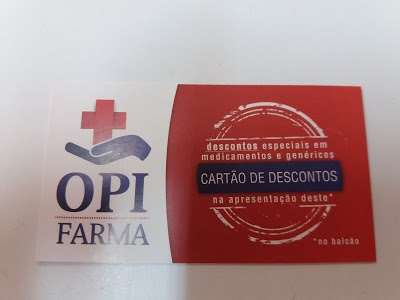 OPI
FARMA
descontos especiais em
medicamentos e genéricos
CARTÃO DE DESCONTOS
na apresentação deste*
*no balcão